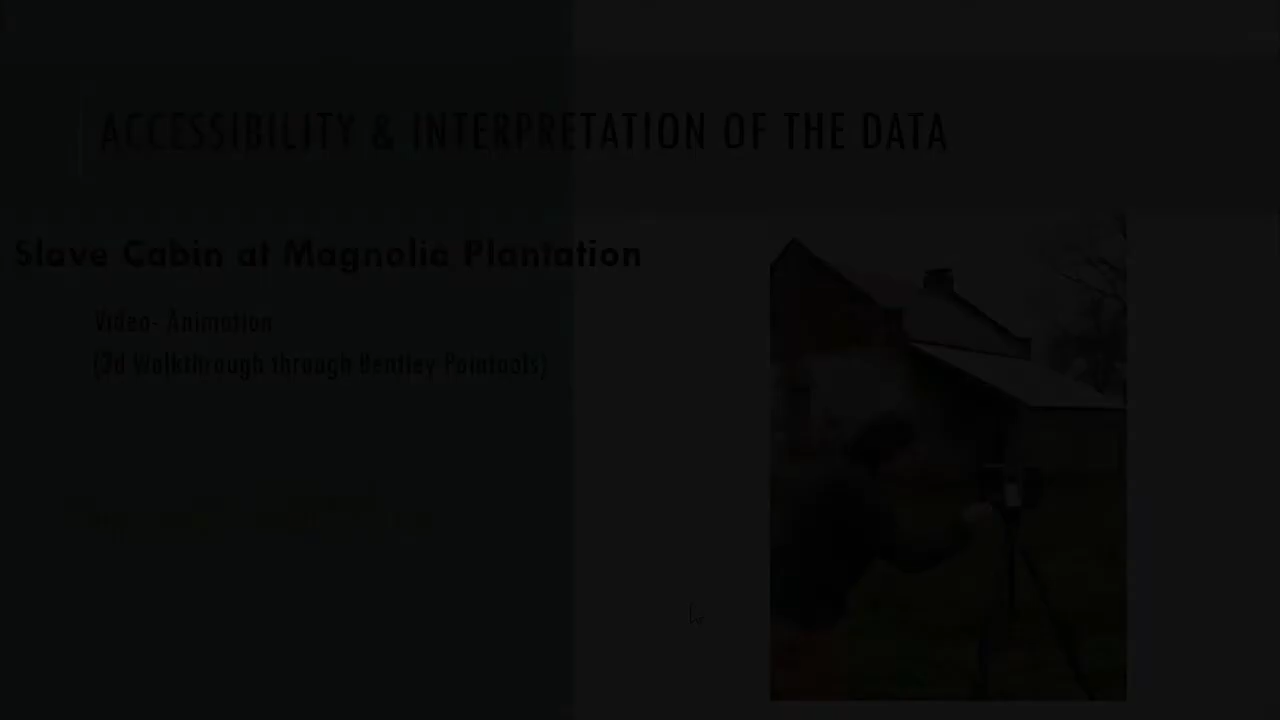 ACCESSIBILITY & INTERPRETATION OF THE DATA
Slave Cabin at Magnolia Plantation
Video- Animation
(3d Walkthrough through Bentley Pointools)